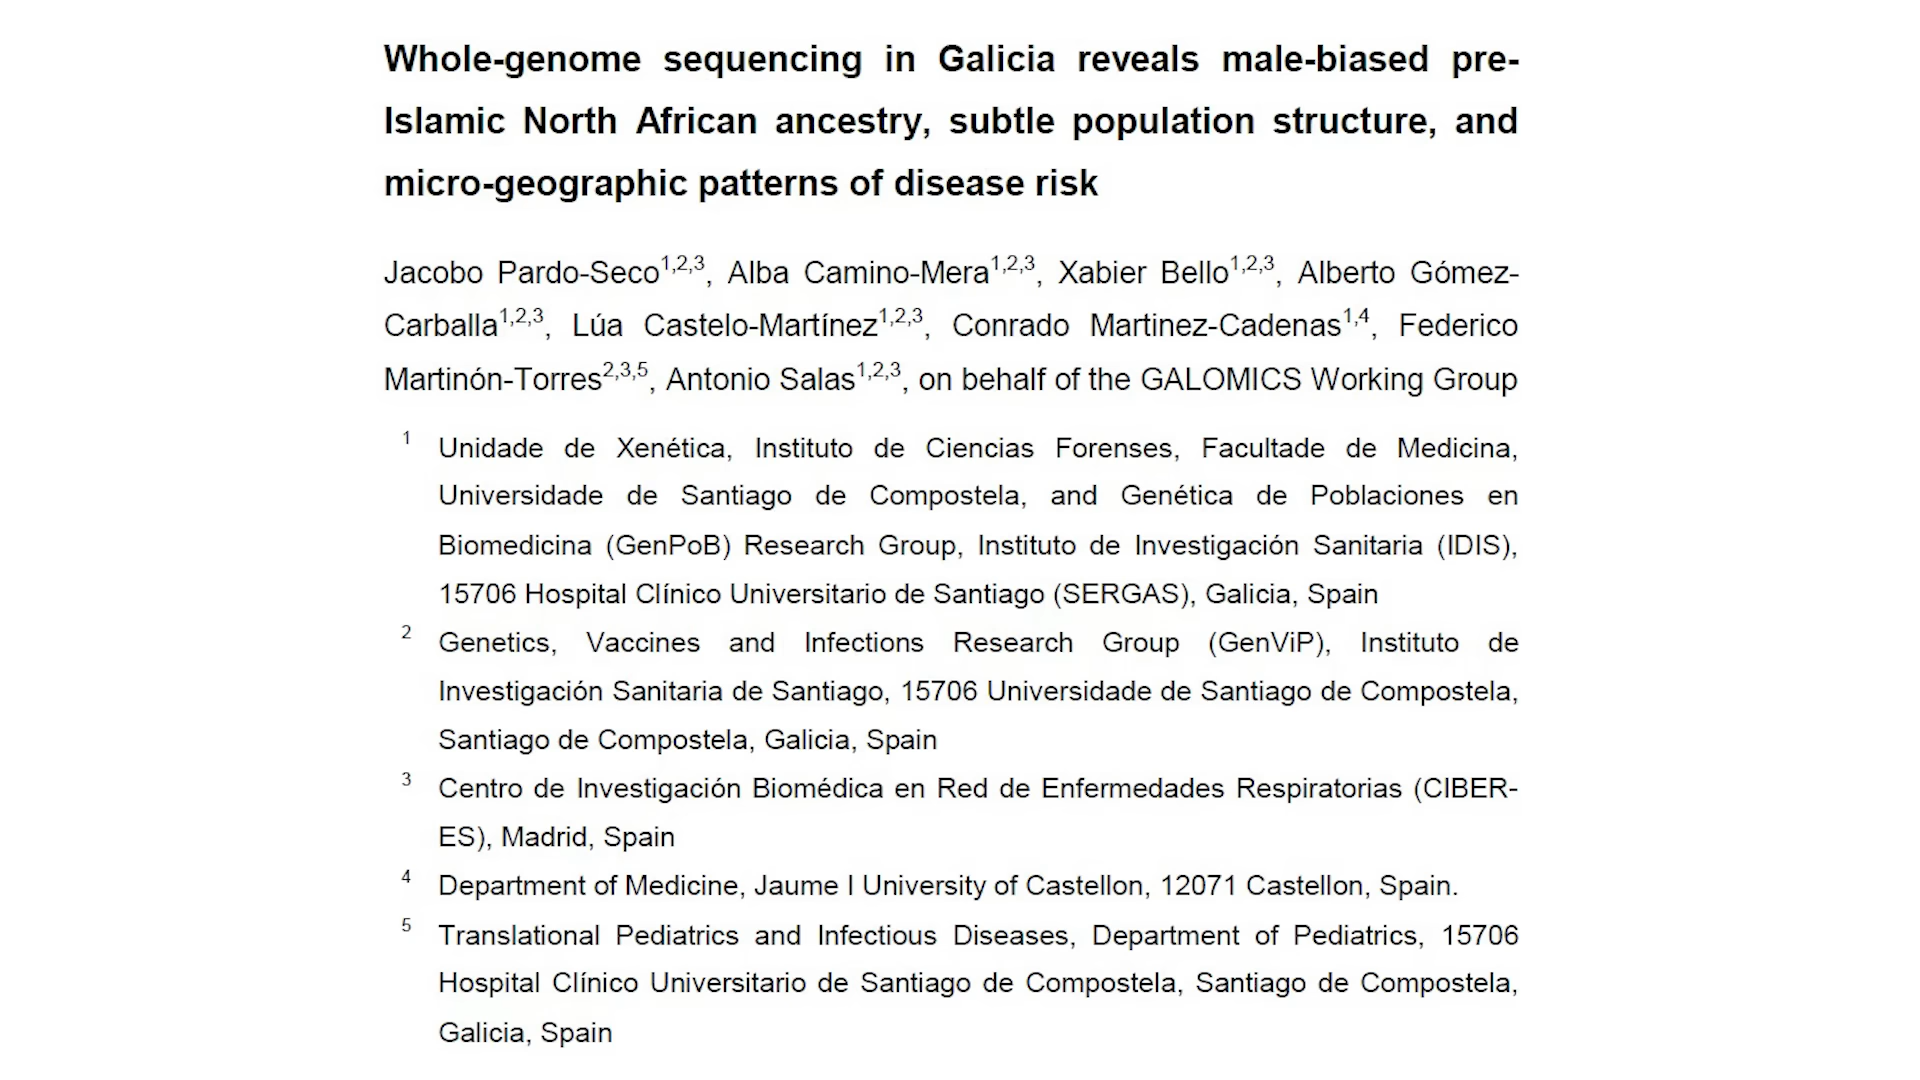 Whole-genome sequencing in Galicia reveals male-biased pre-
Islamic North African ancestry, subtle population structure, and
micro-geographic patterns of disease risk
Jacobo Pardo-Seco1,2,3, Alba Camino-Mera1,2,3, Xabier Bello1,2,3, Alberto Gómez-
Carballa1,2,3, Lúa Castelo-Martínez1,2,3, Conrado Martinez-Cadenas1,4, Federico
Martinón-Torres2,3,5, Antonio Salas1,2,3, on behalf of the GALOMICS Working Group
1 Unidade de Xenética, Instituto de Ciencias Forenses, Facultade de Medicina,
Universidade de Santiago de Compostela, and Genética de Poblaciones en
Biomedicina (GenPoB) Research Group, Instituto de Investigación Sanitaria (IDIS),
15706 Hospital Clínico Universitario de Santiago (SERGAS), Galicia, Spain
2 Genetics, Vaccines and Infections Research Group (GenViP), Instituto de
Investigación Sanitaria de Santiago, 15706 Universidade de Santiago de Compostela,
Santiago de Compostela, Galicia, Spain
3 Centro de Investigación Biomédica en Red de Enfermedades Respiratorias (CIBER-
ES), Madrid, Spain
4 Department of Medicine, Jaume I University of Castellon, 12071 Castellon, Spain.
5 Translational Pediatrics and Infectious Diseases, Department of Pediatrics, 15706
Hospital Clínico Universitario de Santiago de Compostela, Santiago de Compostela,
Galicia, Spain